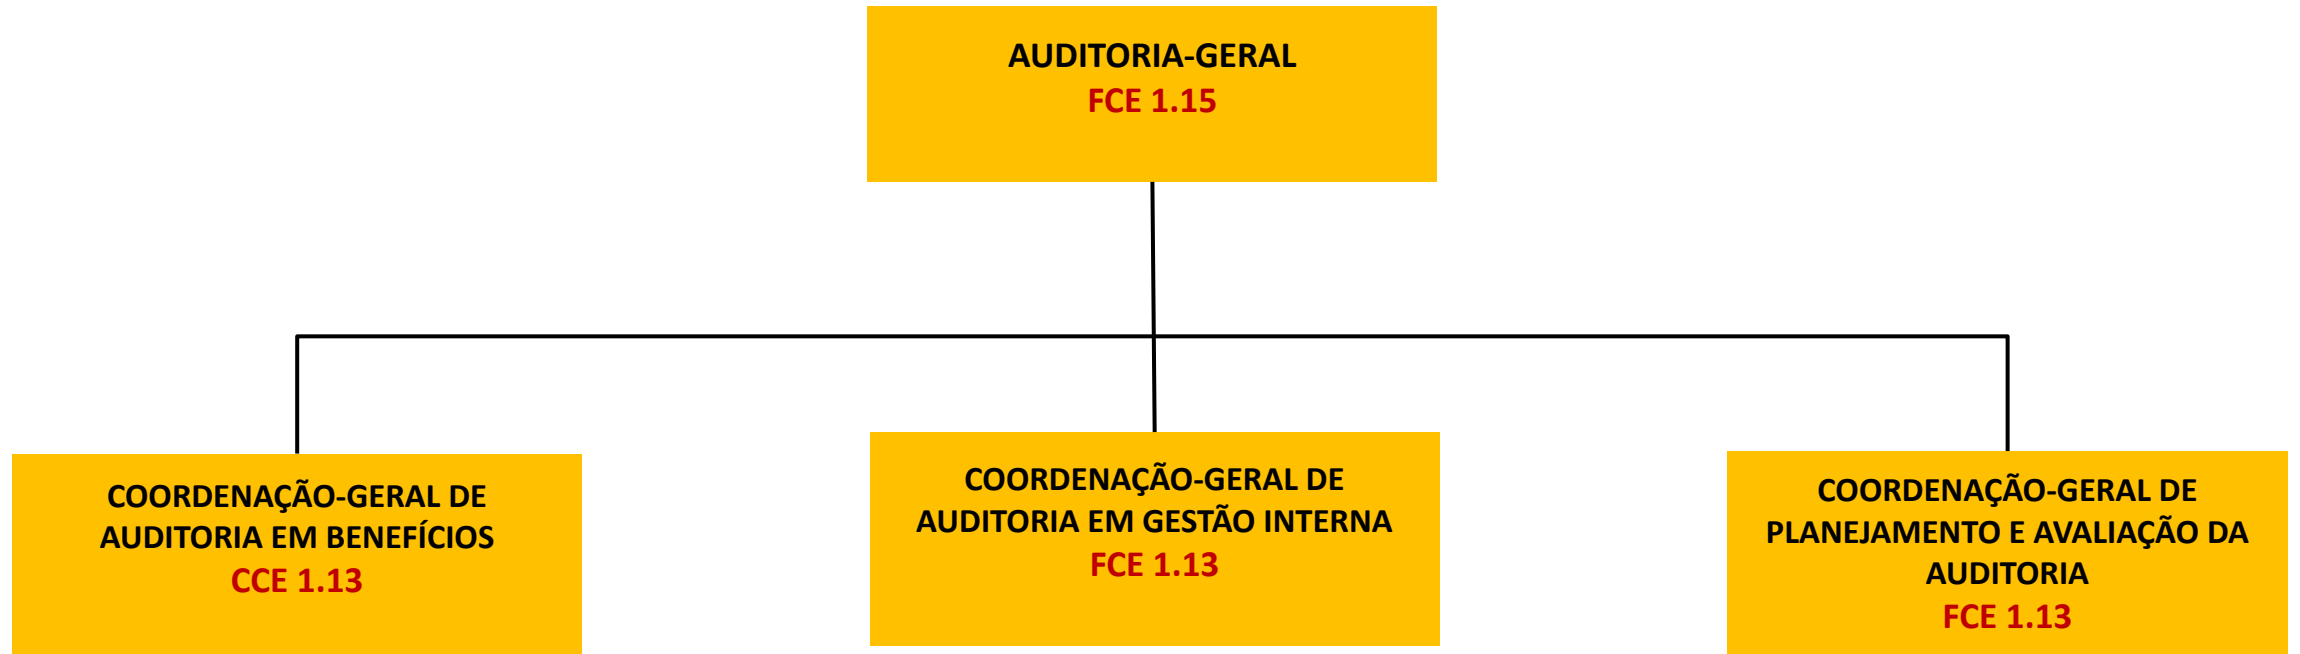 AUDITORIA-GERAL
FCE 1.15
COORDENAÇÃO-GERAL DE
AUDITORIA EM BENEFÍCIOS
CCE 1.13
COORDENAÇÃO-GERAL DE
AUDITORIA EM GESTÃO INTERNA
FCE 1.13
COORDENAÇÃO-GERAL DE
PLANEJAMENTO E AVALIAÇÃO DA
AUDITORIA
FCE 1.13